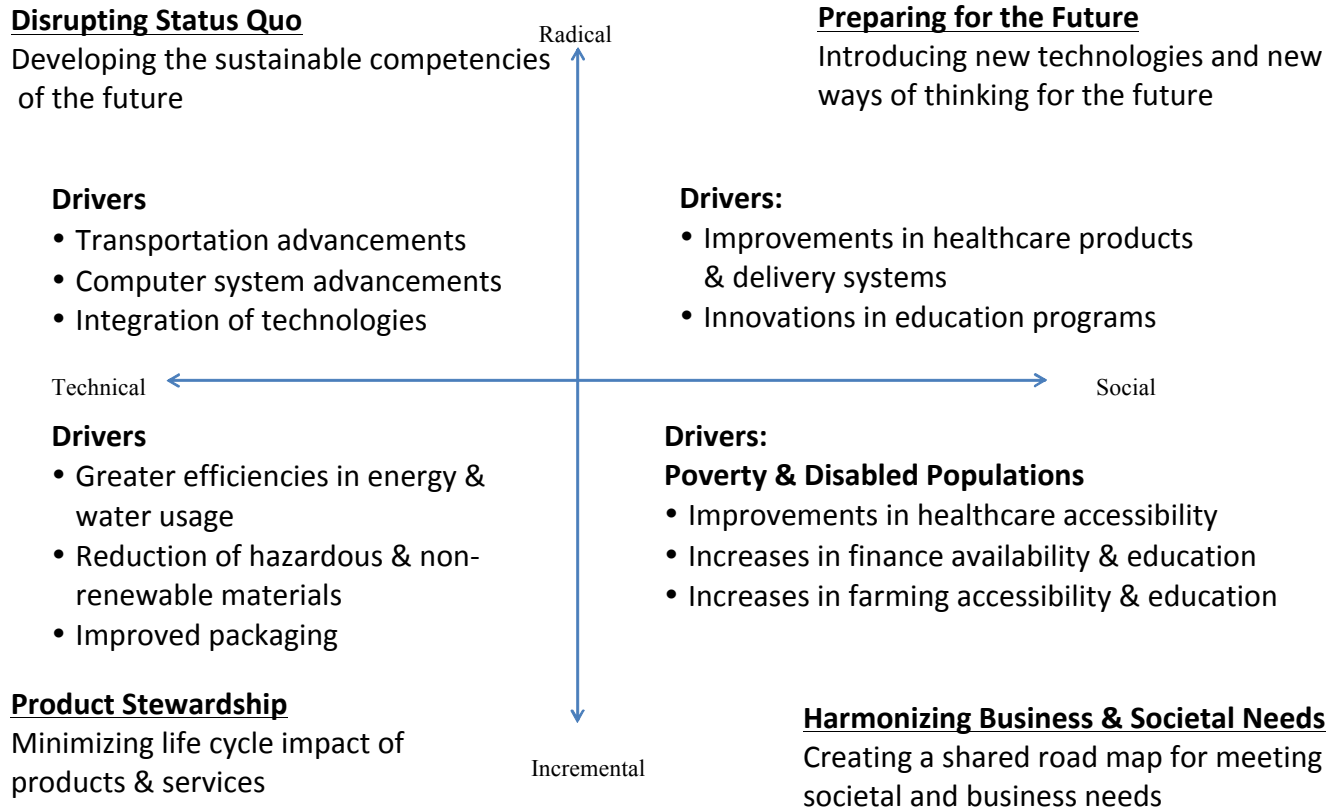 Disrupting Status Quo
Developing the sustainable competencies
of the future
Radical
Preparing for the Future
Introducing new technologies and new
ways of thinking for the future
Drivers
• Transportation advancements
• Computer system advancements
• Integration of technologies
Drivers:
• Improvements in healthcare products
& delivery systems
• Innovations in education programs
Technical
Social
Drivers
• Greater efficiencies in energy &
water usage
• Reduction of hazardous & non-
renewable materials
• Improved packaging
Drivers:
Poverty & Disabled Populations
• Improvements in healthcare accessibility
• Increases in finance availability & education
• Increases in farming accessibility & education
Product Stewardship
Minimizing life cycle impact of
products & services
Incremental
Harmonizing Business & Societal Needs
Creating a shared road map for meeting
societal and business needs